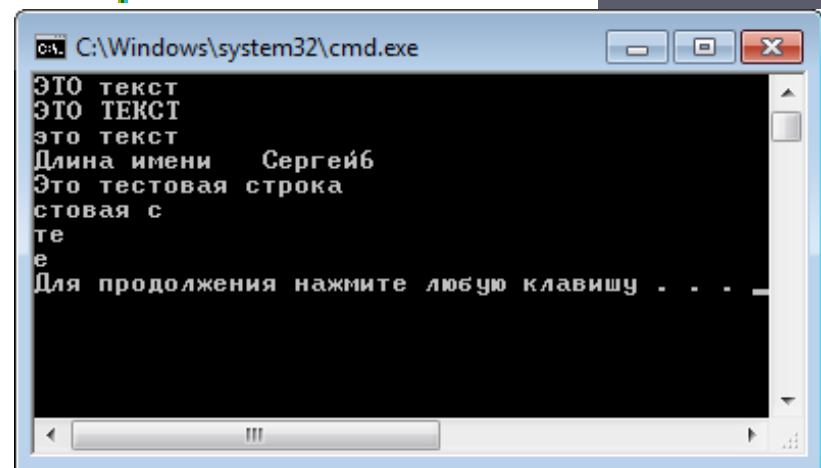 C:\Windows\system32\cmd.exe
ЭТО текст
ЭТО ТЕКСТ
это текст
Длина имени   Сергей6
Это тестовая строка
стовая с
те
е
Для продолжения нажмите любую клавишу . . .